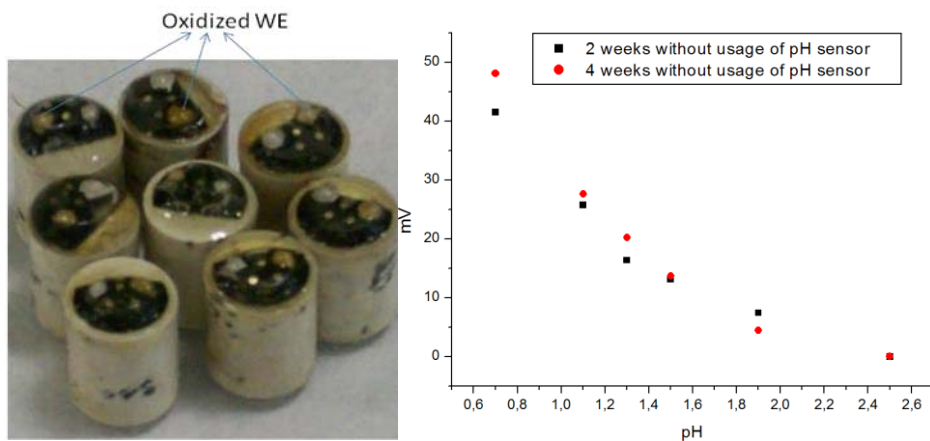 Oxidized WE
2 weeks without usage of pH sensor
4 weeks without usage of pH sensor
50
40
30
20
10
0
mV
0,6 0,8 1,0 1,2 1,4 1,6 1,8 2,0 2,2 2,4 2,6
pH